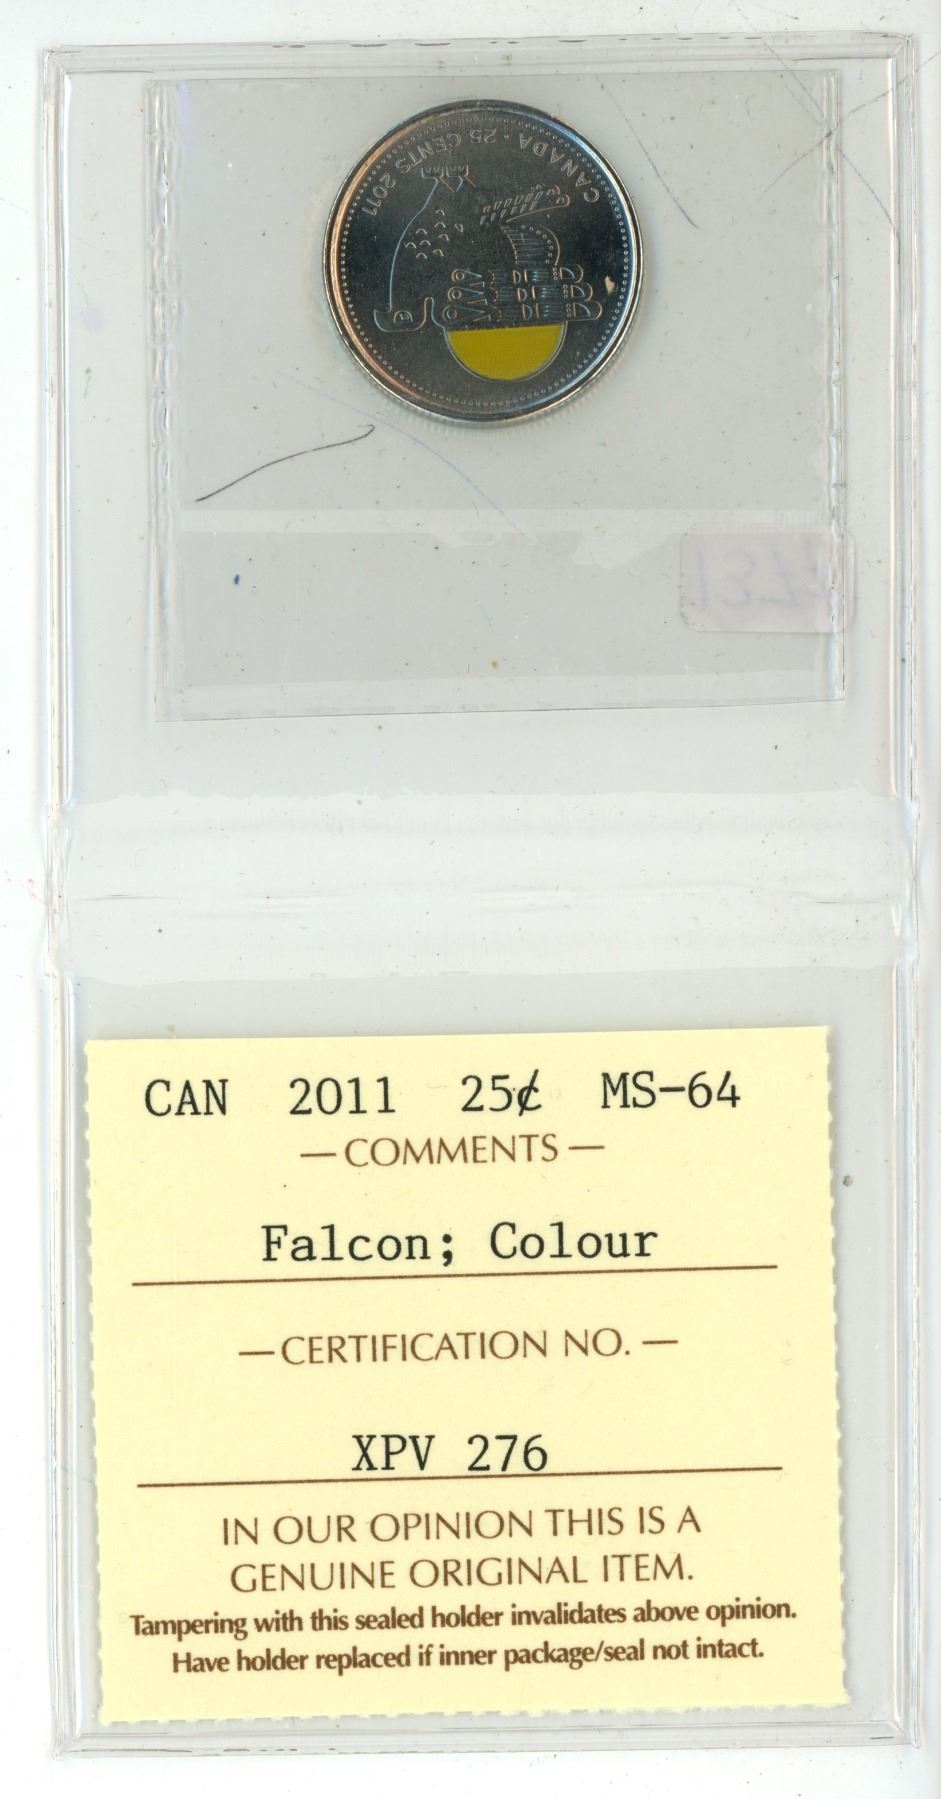 CANADA · 25 CENTS 2011
1377
CAN 2011 25¢ MS-64
— COMMENTS —
Falcon; Colour
— CERTIFICATION NO. —
XPV 276
IN OUR OPINION THIS IS A
GENUINE ORIGINAL ITEM.
Tampering with this sealed holder invalidates above opinion.
Have holder replaced if inner package/seal not intact.